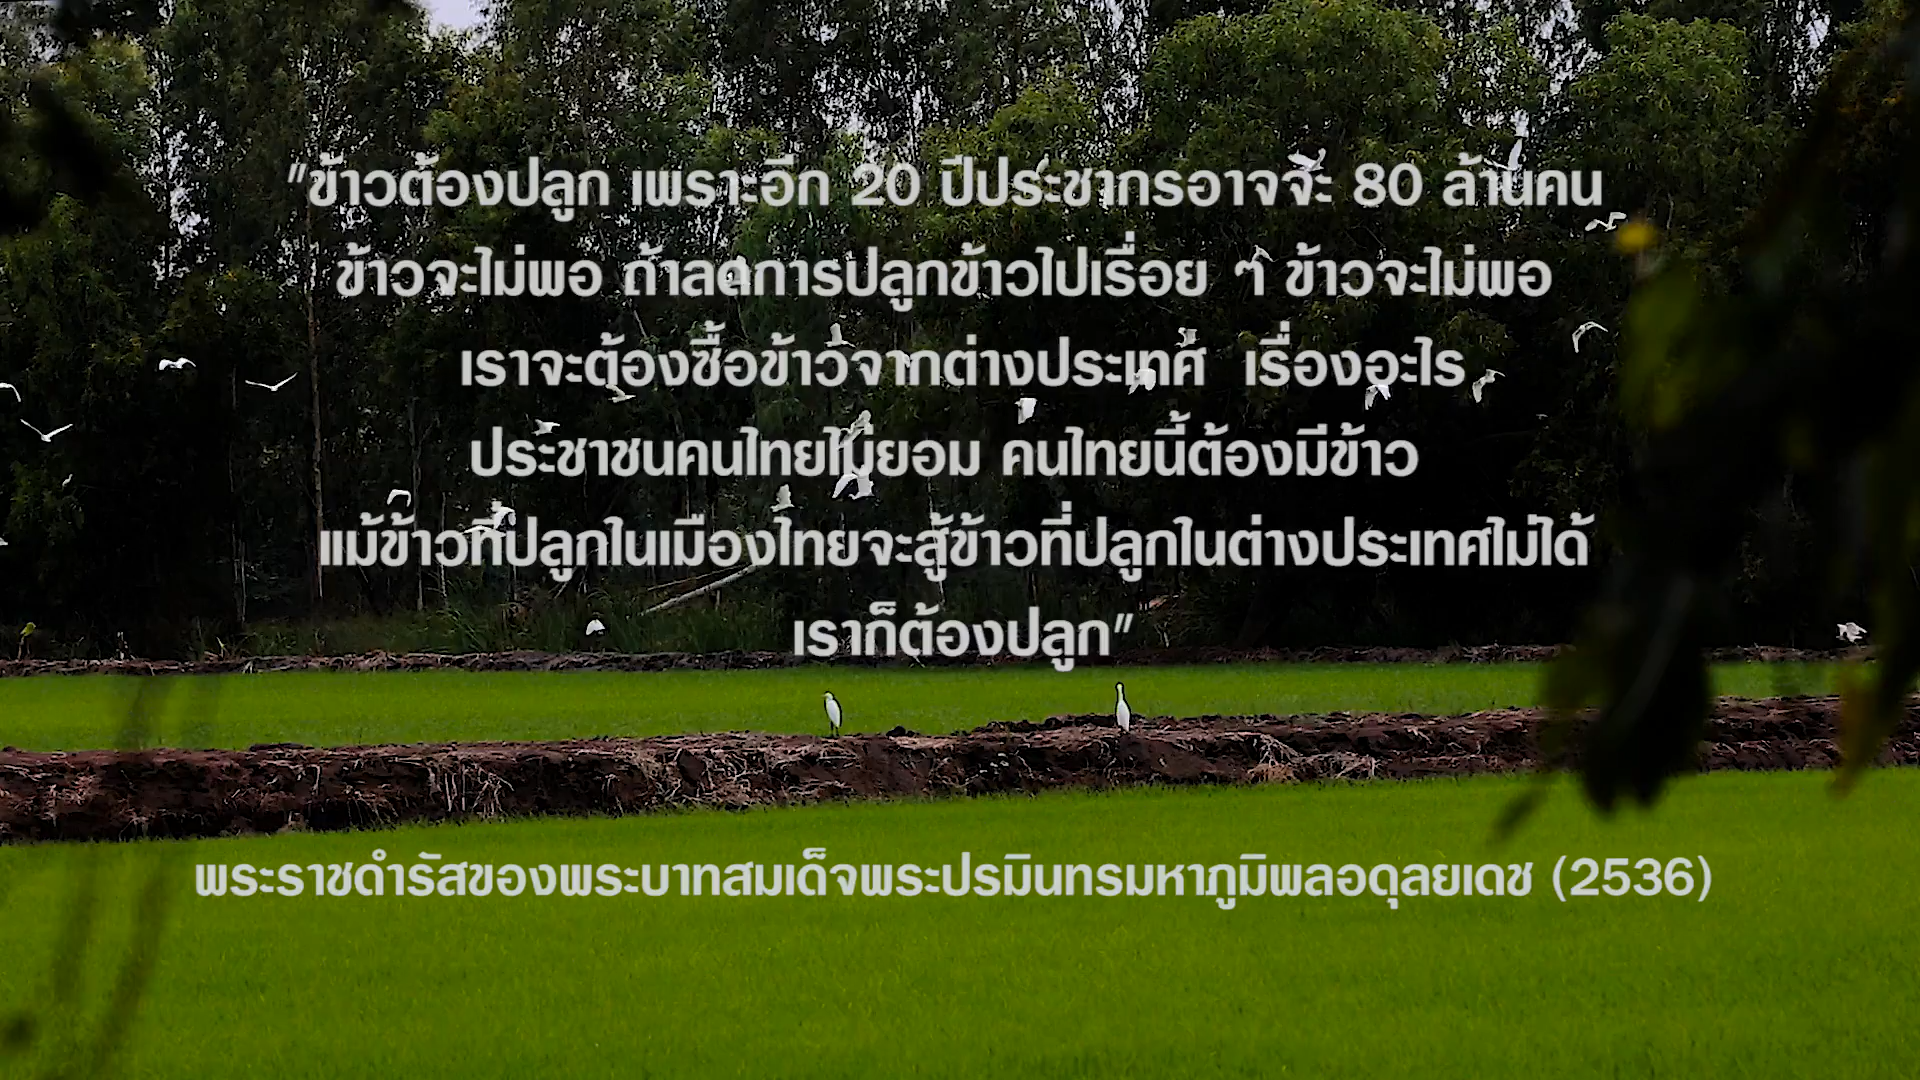 "ข้าวต้องปลูก เพราะอีก 20 ปีประชากรอาจจะ 80 ล้านคน
ข้าวจะไม่พอ ถ้าลดการปลูกข้าวไปเรื่อย ๆ ข้าวจะไม่พอ
เราจะต้องซื้อข้าวจากต่างประเทศ เรื่องอะไร
ประชาชนคนไทยไม่ยอม คนไทยนี้ต้องมีข้าว
แม้ข้าวที่ปลูกในเมืองไทยจะสู้ข้าวที่ปลูกในต่างประเทศไม่ได้
เราก็ต้องปลูก"
พระราชดำรัสของพระบาทสมเด็จพระปรมินทรมหาภูมิพลอดุลยเดช (2536)